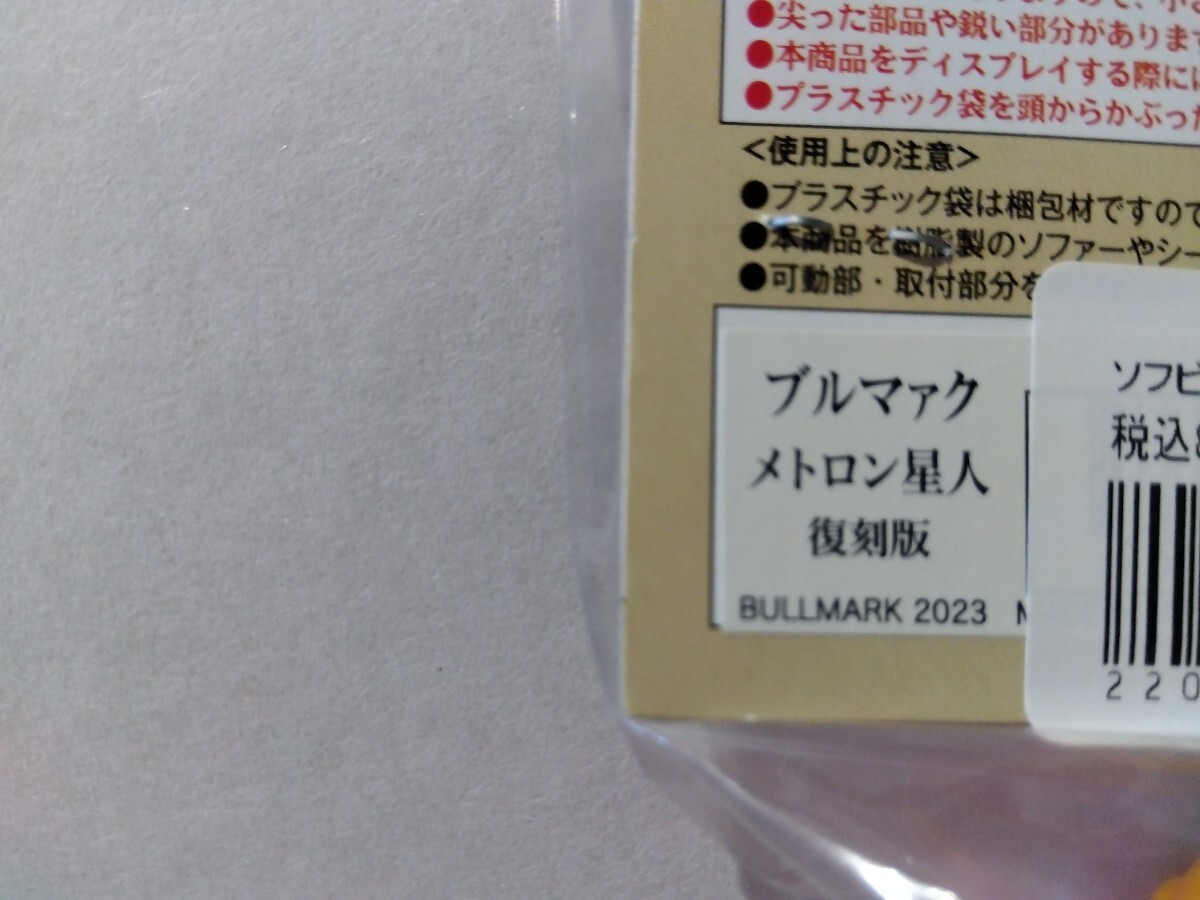 ●尖った部品や鋭い部分があります
●本商品をディスプレイする際には
●プラスチック袋を頭からかぶった
<使用上の注意>
●プラスチック袋は梱包材ですので
●本商品を樹脂製のソファーやシー
●可動部・取付部分を
ブルマァク
メトロン星人
復刻版
BULLMARK 2023
ソフビ
税込
220